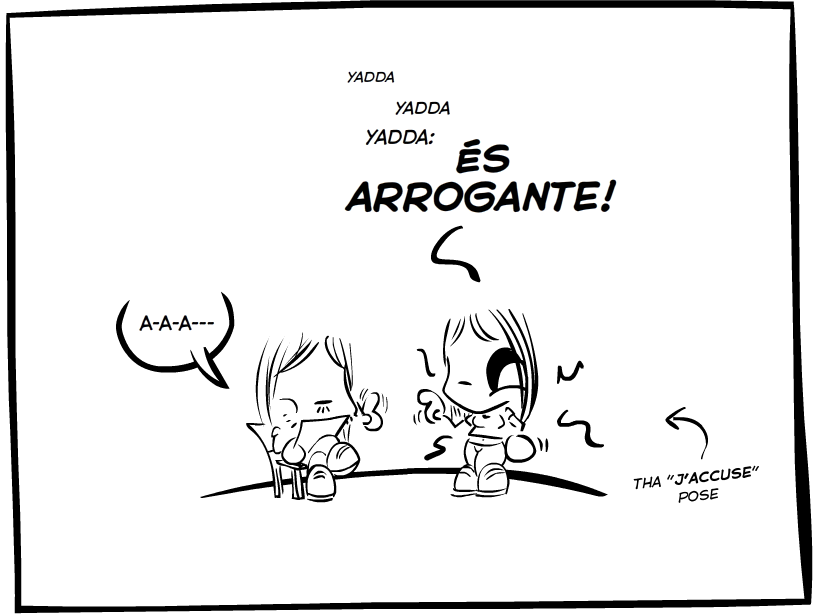 YADDA
YADDA
YADDA:
ÉS
ARROGANTE!
A-A-A---
THA "J'ACCUSE"
POSE